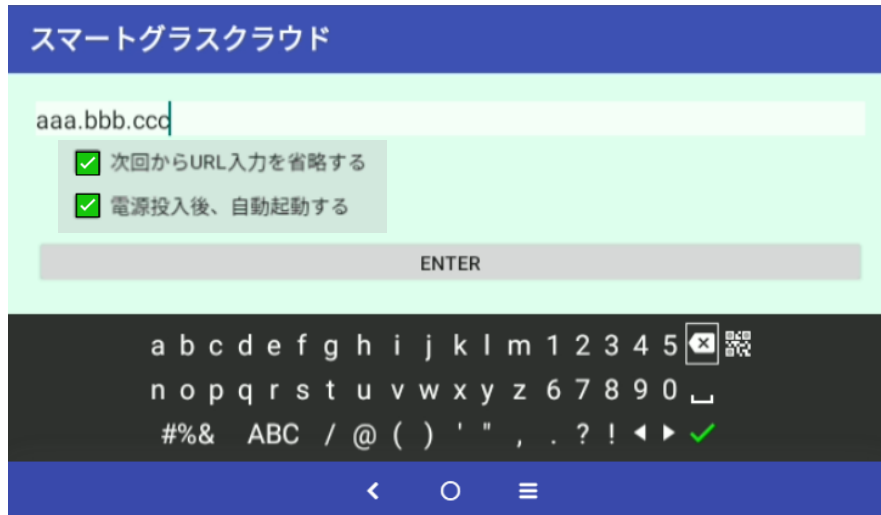 スマートグラスクラウド
aaa.bbb.ccc
次回からURL入力を省略する
電源投入後、自動起動する
ENTER
a b c d e f g h i j k l m 1 2 3 4 5
n o p q r s t u v w x y z 6 7 8 9 0
#%& ABC / @ ( ) ' " , . ? !